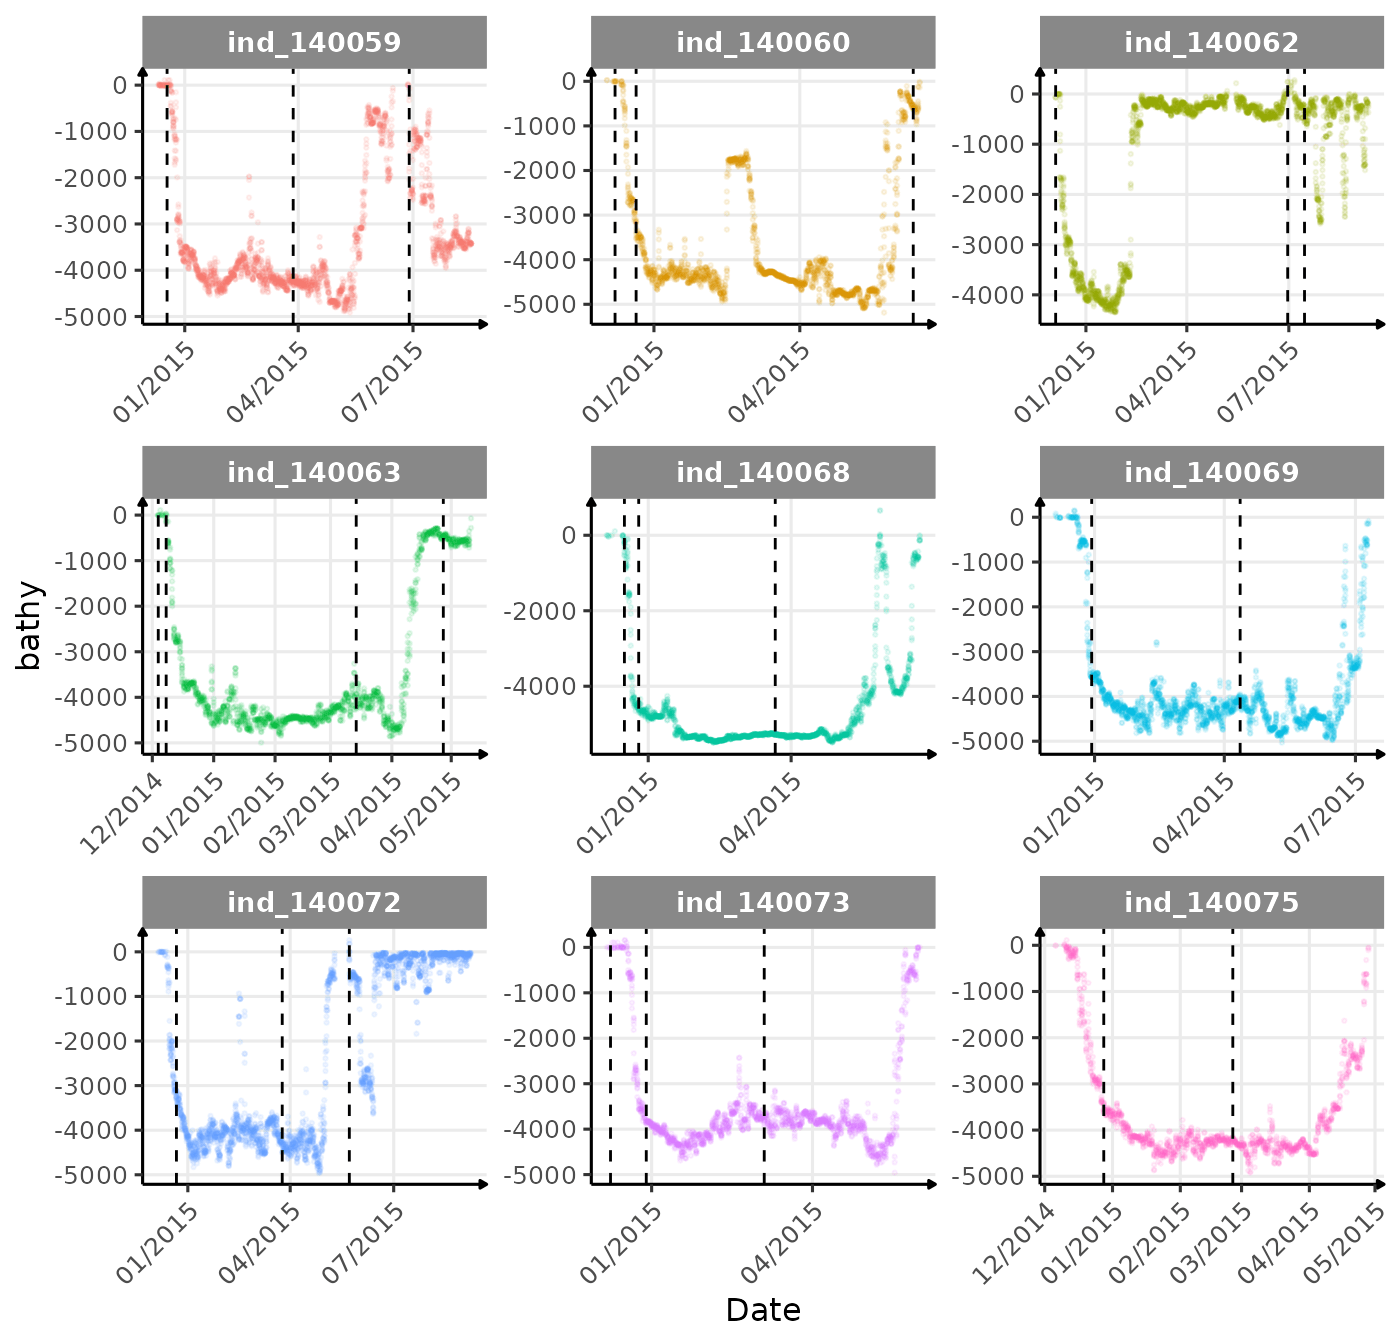 ind_140059 ind_140060 ind_140062
0 0 0
-1000 -1000 -1000
-2000 -2000 -2000
-3000 -3000 -3000
-4000 -4000 -4000
-5000 -5000
01/2015 04/2015 07/2015 01/2015 04/2015 01/2015 04/2015 07/2015
ind_140063 ind_140068 ind_140069
0 0 0
-1000 -2000 -1000
-2000 -4000 -2000
-3000 -3000
-4000 -4000
-5000 -5000
12/2014 01/2015 02/2015 03/2015 04/2015 05/2015 01/2015 04/2015 01/2015 04/2015 07/2015
bathy
ind_140072 ind_140073 ind_140075
0 0 0
-1000 -1000 -1000
-2000 -2000 -2000
-3000 -3000 -3000
-4000 -4000 -4000
-5000 -5000 -5000
01/2015 04/2015 07/2015 01/2015 04/2015 12/2014 01/2015 02/2015 03/2015 04/2015 05/2015
Date